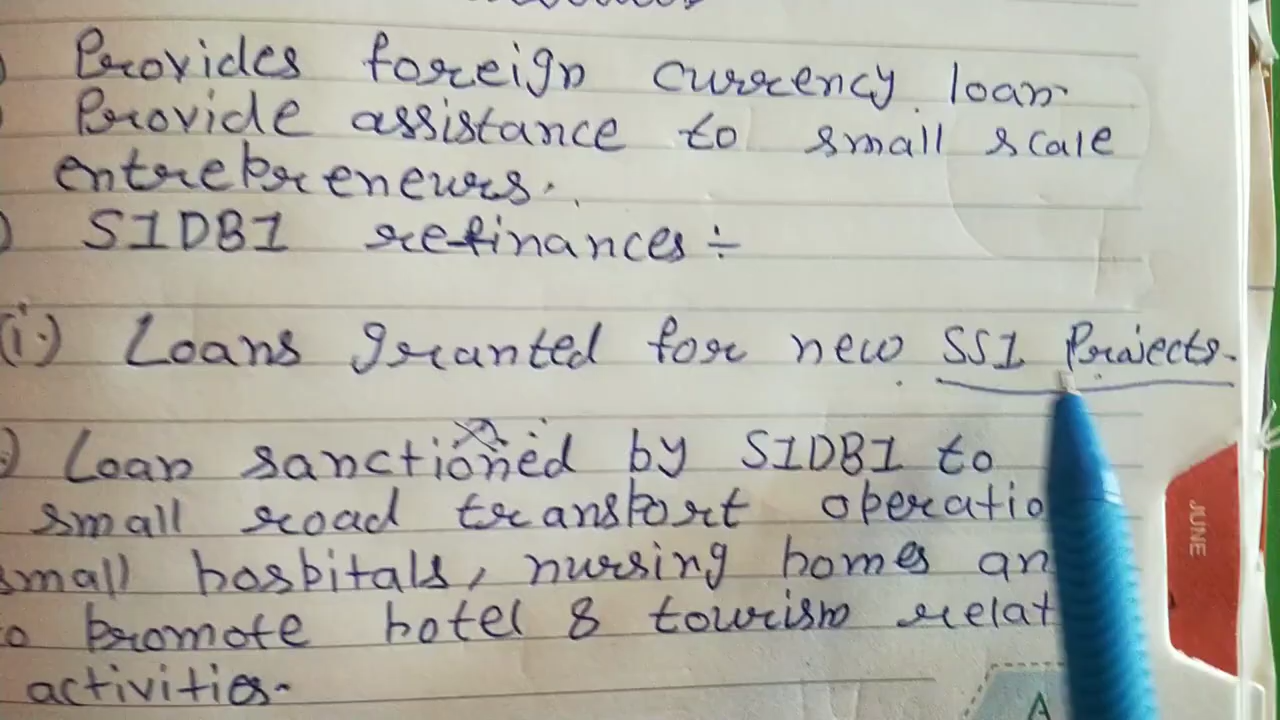 Provides foreign currency loan
Provide assistance to small scale
entrepreneurs.
) SIDBI refinances ÷
(i) Loans granted for new SSI Projects.
) Loan sanctioned by SIDBI to
small road transport operatio
small hospitals, nursing homes an
to promote hotel & tourism relat
activities.
JUNE
A